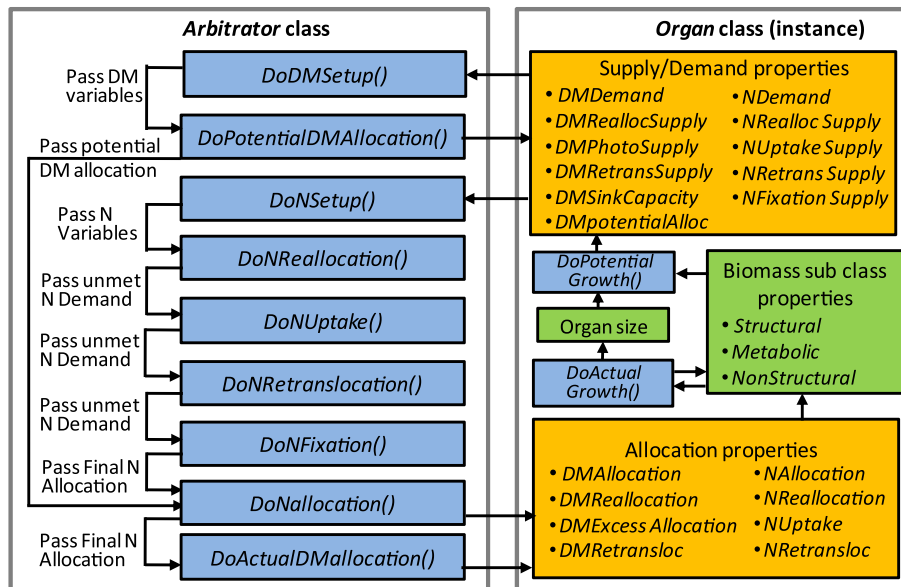 Arbitrator class
Pass DM
variables
DoDMSetup()
Pass potential
DM allocation
DoPotentialDMAllocation()
Pass N
Variables
DoNSetup()
DoNReallocation()
Pass unmet
N Demand
DoNUptake()
Pass unmet
N Demand
DoNRetranslocation()
Pass unmet
N Demand
DoNFixation()
Pass Final N
Allocation
DoNallocation()
Pass Final N
Allocation
DoActualDMallocation()
Organ class (instance)
Supply/Demand properties
• DMDemand
• DMReallocSupply
• DMPhotoSupply
• DMRetransSupply
• DMSinkCapacity
• DMpotentialAlloc
• NDemand
• NRealloc Supply
• NUptake Supply
• NRetrans Supply
• NFixation Supply
DoPotential
Growth()
Organ size
DoActual
Growth()
Biomass sub class
properties
• Structural
• Metabolic
• NonStructural
Allocation properties
• DMAllocation
• DMReallocation
• DMExcess Allocation
• DMRetransloc
• NAllocation
• NReallocation
• NUptake
• NRetransloc